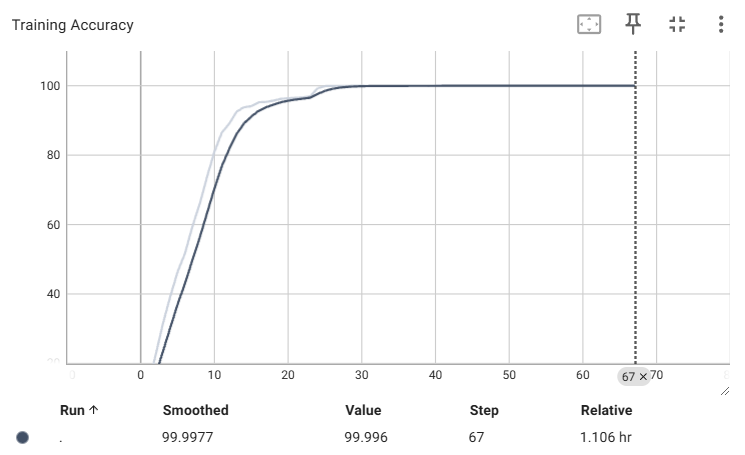 Training Accuracy
100
80
60
40
20
0 10 20 30 40 50 60 67 × 70
Run ↑ Smoothed Value Step Relative
. 99.9977 99.996 67 1.106 hr